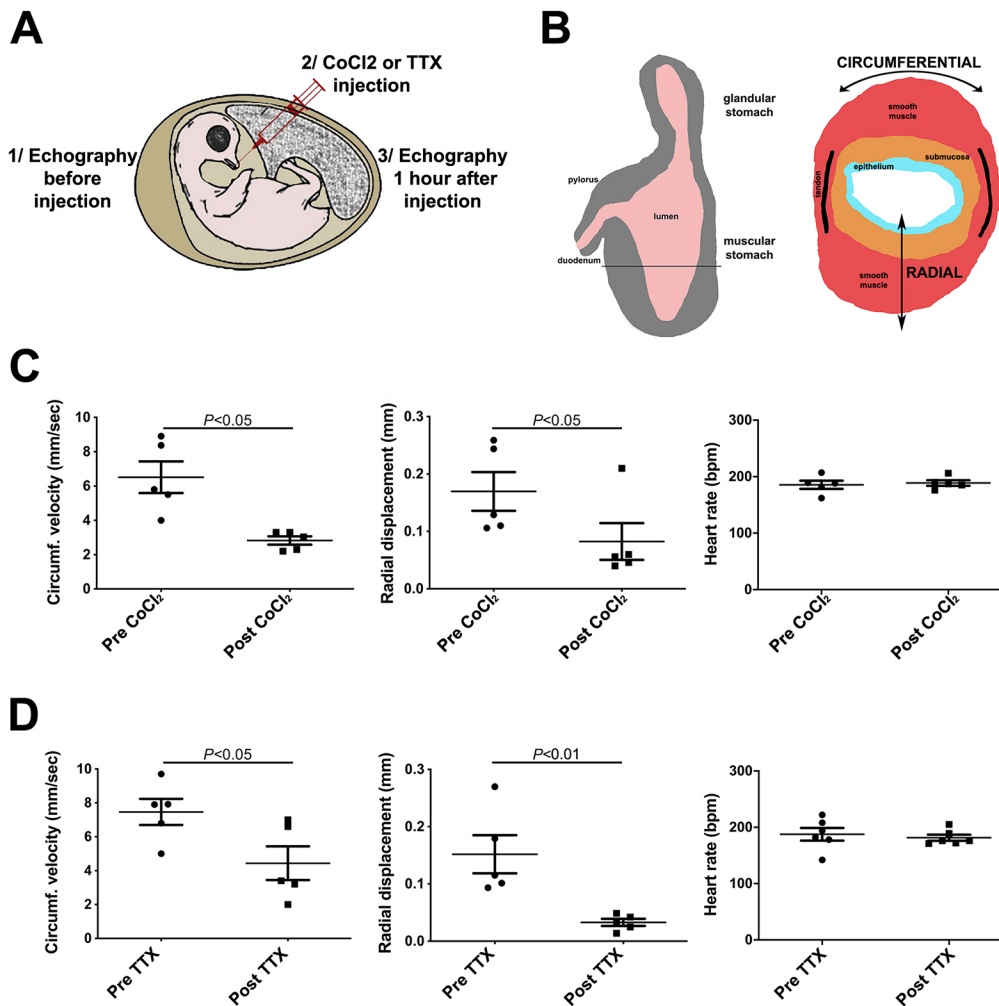 A
2/ CoCl2 or TTX
injection
1/ Echography
before
injection
3/ Echography
1 hour after
injection
B
glandular
stomach
pylorus
lumen
duodenum
muscular
stomach
CIRCUMFERENTIAL
smooth
muscle
submucosa
epithelium
tendon
RADIAL
smooth
muscle
C
Circumf. velocity (mm/sec)
10
8
6
4
2
0
P<0.05
Pre CoCl₂
Post CoCl₂
Radial displacement (mm)
0.3
0.2
0.1
0.0
P<0.05
Pre CoCl₂
Post CoCl₂
Heart rate (bpm)
300
200
100
0
Pre CoCl₂
Post CoCl₂
D
Circumf. velocity (mm/sec)
10
8
6
4
2
0
P<0.05
Pre TTX
Post TTX
Radial displacement (mm)
0.3
0.2
0.1
0.0
P<0.01
Pre TTX
Post TTX
Heart rate (bpm)
300
200
100
0
Pre TTX
Post TTX